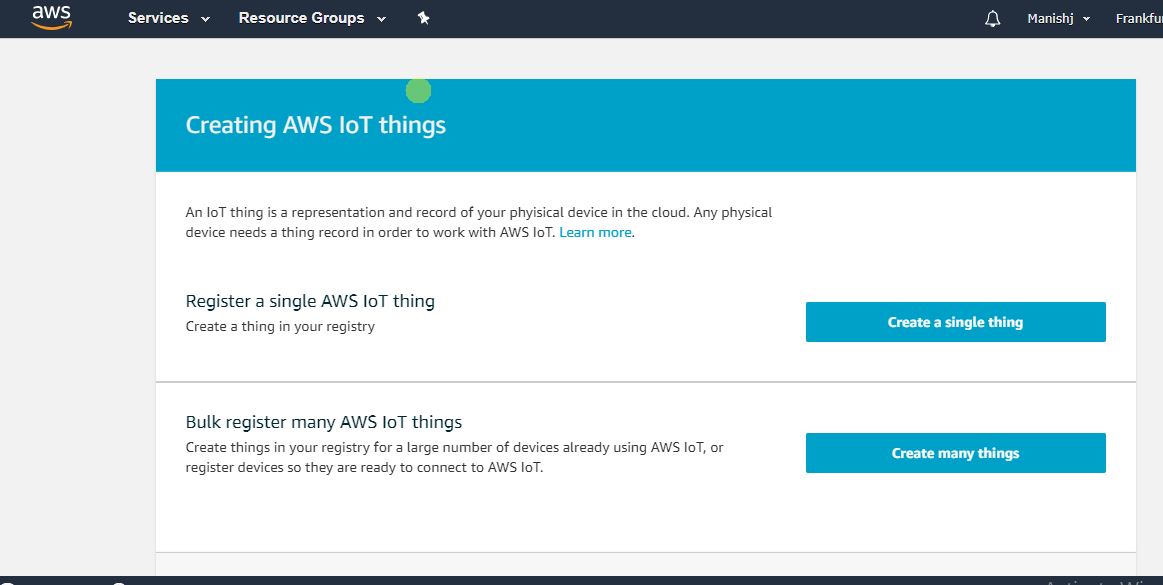 aws Services Resource Groups Manishj
Creating AWS IoT things
An IoT thing is a representation and record of your phyisical device in the cloud. Any physical
device needs a thing record in order to work with AWS IoT. Learn more.
Register a single AWS IoT thing
Create a thing in your registry
Create a single thing
Bulk register many AWS IoT things
Create things in your registry for a large number of devices already using AWS IoT, or
register devices so they are ready to connect to AWS IoT.
Create many things